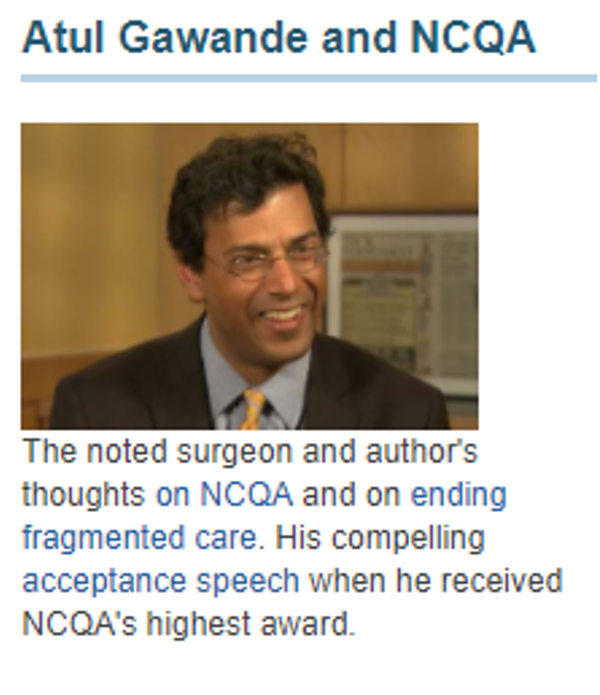 Atul Gawande and NCQA
The noted surgeon and author's
thoughts on NCQA and on ending
fragmented care. His compelling
acceptance speech when he received
NCQA's highest award.